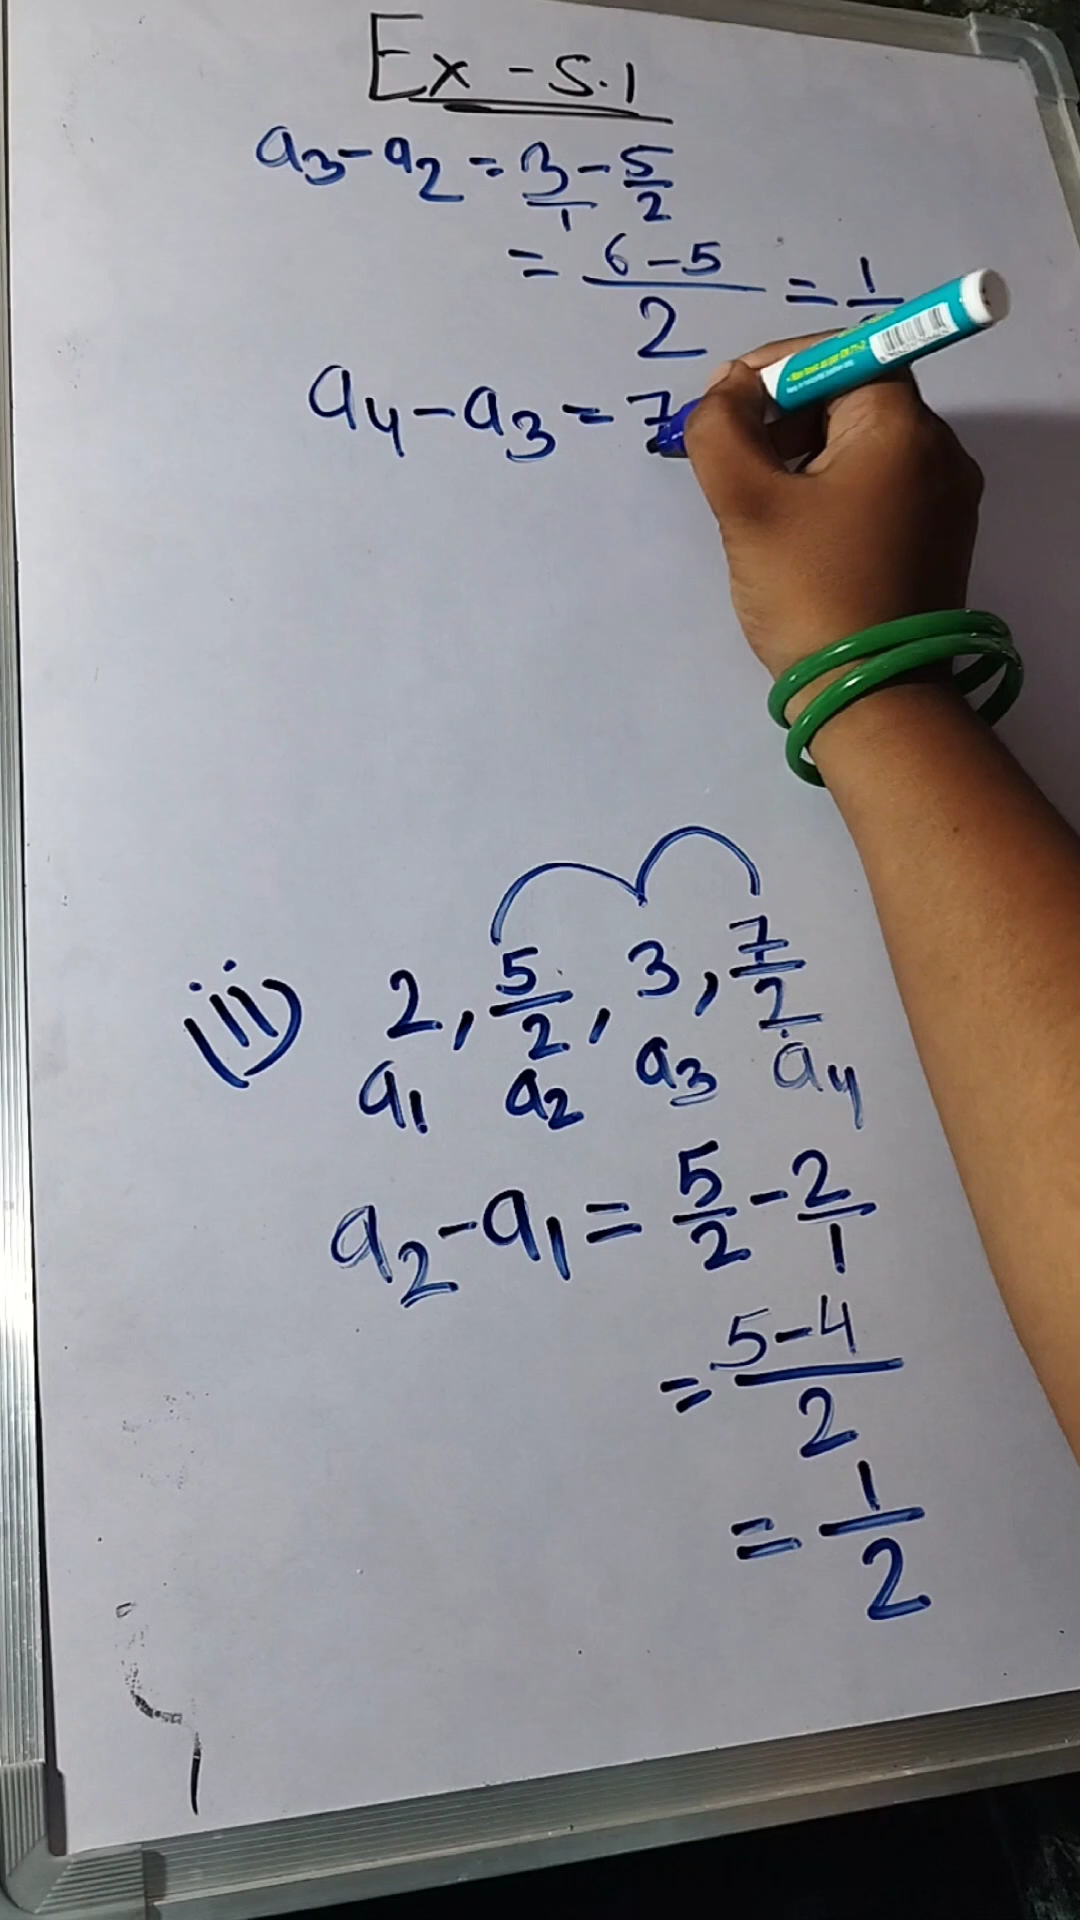 Ex - 5.1
a3 - a2 = 3/1 - 5/2
= 6-5/2 = 1
a4 - a3 = 7
ii) 2, 5/2, 3, 7/2
a1 a2 a3 a4
a2 - a1 = 5/2 - 2/1
= 5-4/2
= 1/2